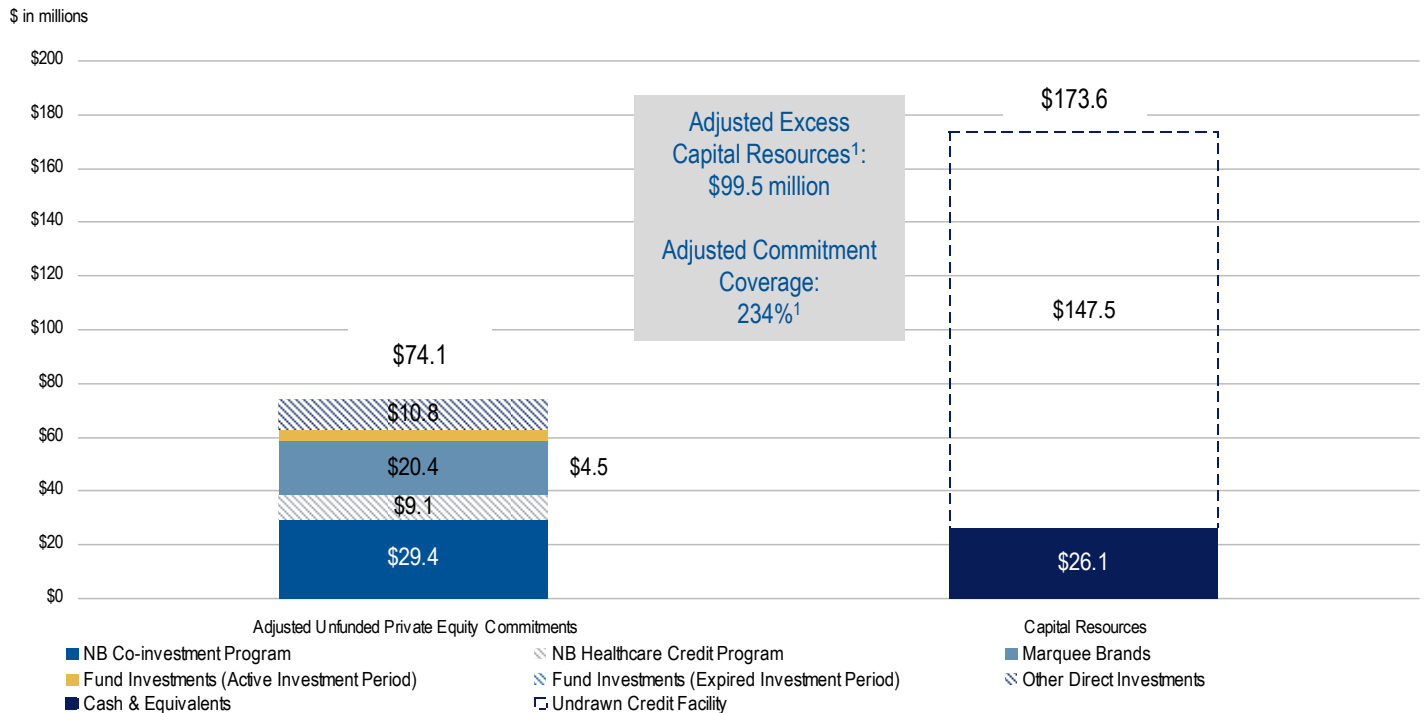 $ in millions
$200
$180
$160
$140
$120
$100
$80
$60
$40
$20
$0
$74.1
$10.8
$20.4
$4.5
$9.1
$29.4
Adjusted Excess
Capital Resources¹:
$99.5 million
Adjusted Commitment
Coverage:
234%¹
$173.6
$147.5
$26.1
Adjusted Unfunded Private Equity Commitments
Capital Resources
NB Co-investment Program
NB Healthcare Credit Program
Marquee Brands
Fund Investments (Active Investment Period)
Fund Investments (Expired Investment Period)
Other Direct Investments
Cash & Equivalents
Undrawn Credit Facility